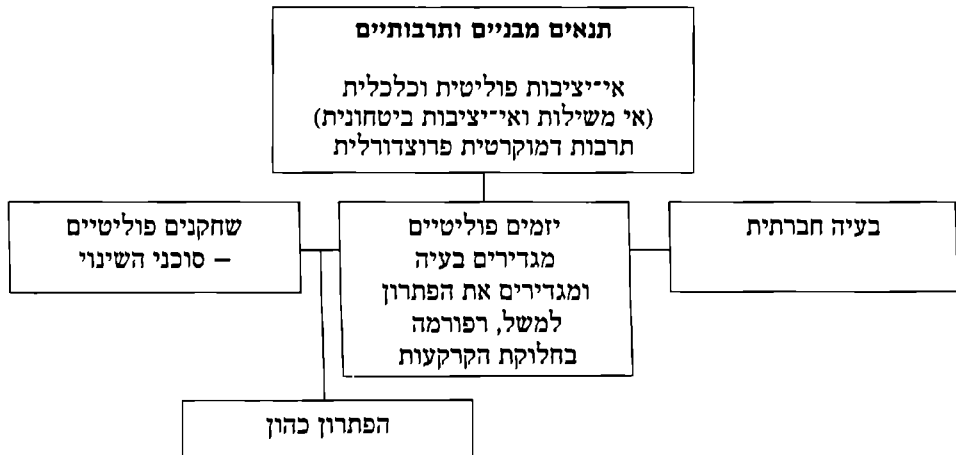 תנאים מבניים ותרבותיים
אי־יציבות פוליטית וכלכלית
(אי משילות ואי־יציבות ביטחונית)
תרבות דמוקרטית פרוצדורלית
בעיה חברתית
יזמים פוליטיים
מגדירים בעיה
ומגדירים את הפתרון
למשל, רפורמה
בחלוקת הקרקעות
שחקנים פוליטיים
– סוכני השינוי
הפתרון כהון